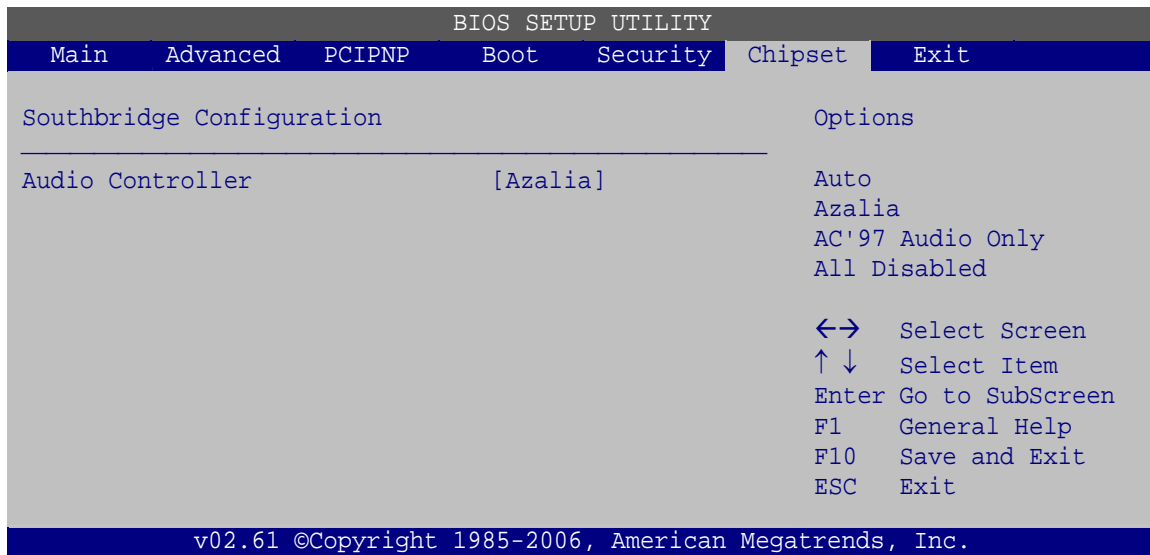 BIOS SETUP UTILITY
Main Advanced PCIPNP Boot Security Chipset Exit
Southbridge Configuration
Audio Controller [Azalia]
Options
Auto
Azalia
AC'97 Audio Only
All Disabled
←→ Select Screen
↑ ↓ Select Item
Enter Go to SubScreen
F1 General Help
F10 Save and Exit
ESC Exit
v02.61 ©Copyright 1985-2006, American Megatrends, Inc.